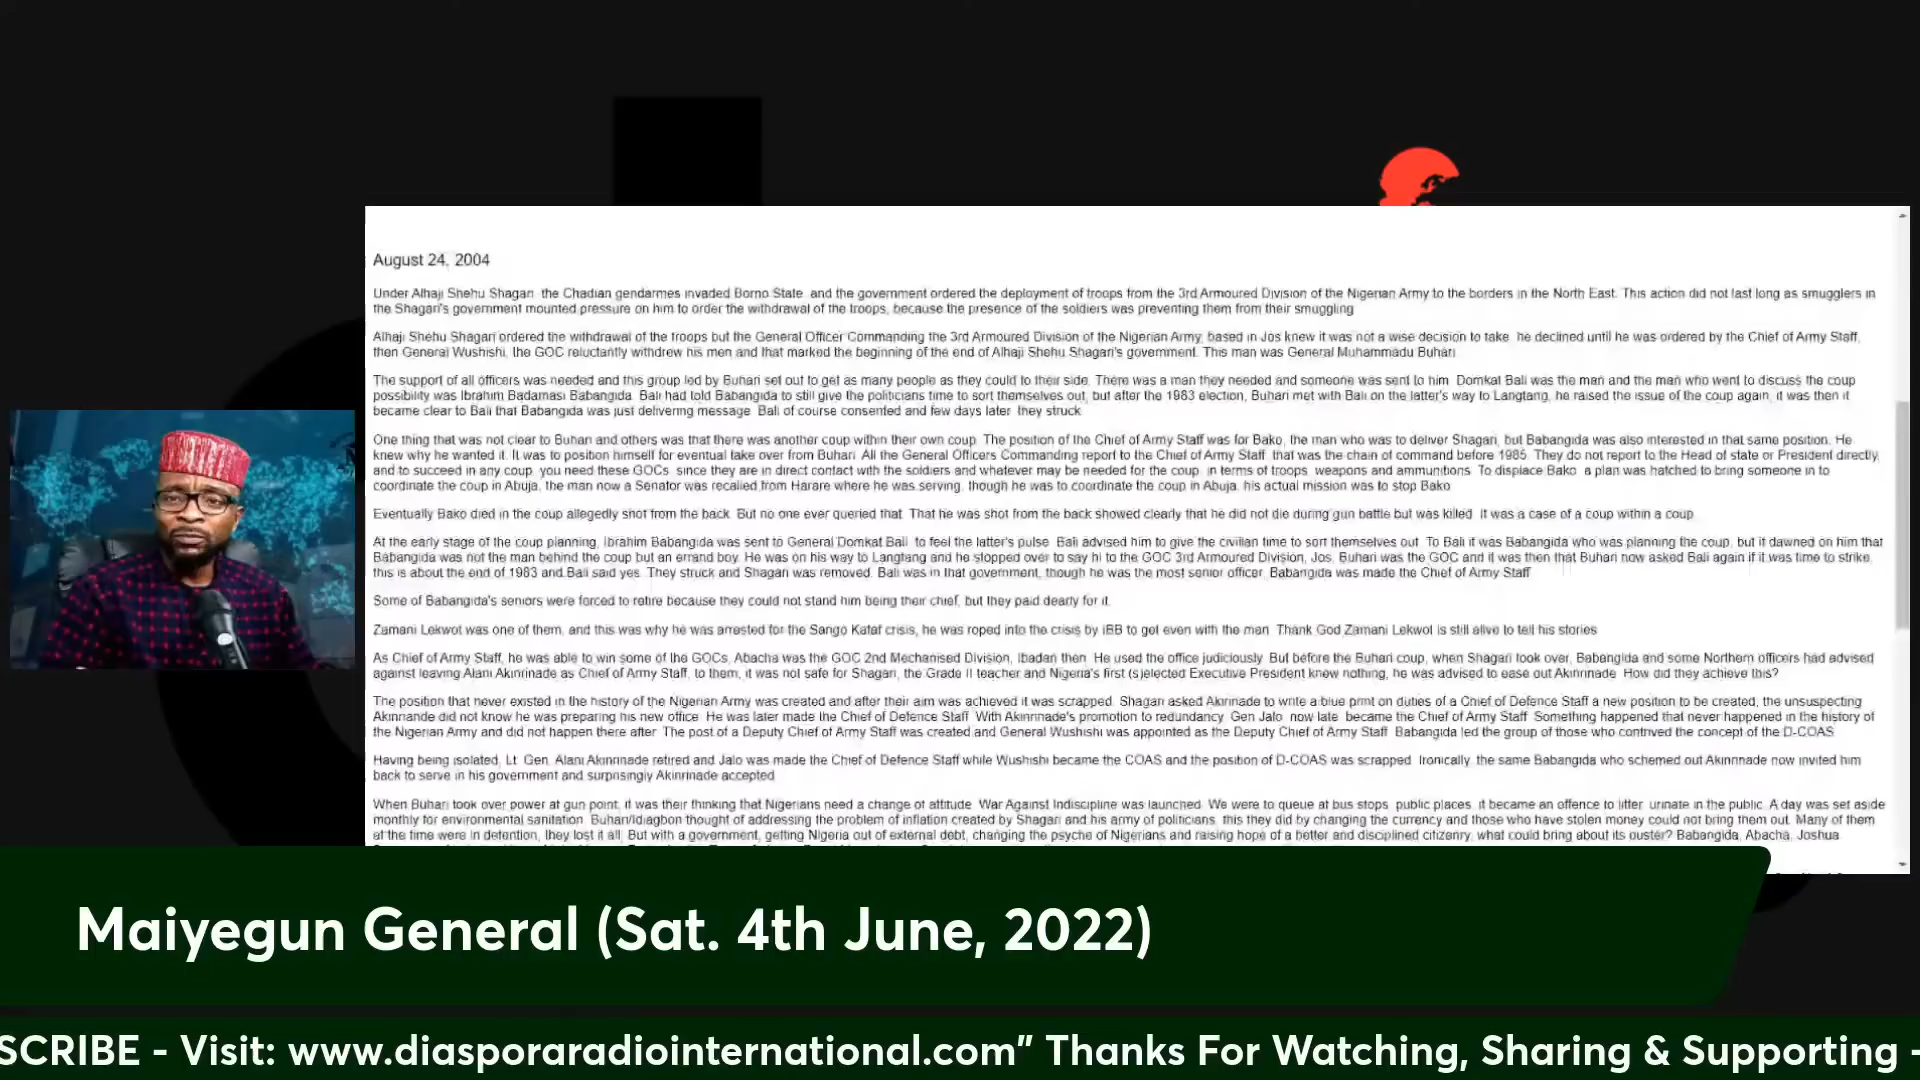 August 24, 2004
Under Alhaji Shehu Shagari the Chadian gendarmes invaded Borno State and the government ordered the deployment of troops from the 3rd Armoured Division of the Nigerian Army to the borders in the North East. This action did not last long as smugglers in
the Shagari's government mounted pressure on him to order the withdrawal of the troops, because the presence of the soldiers was preventing them from their smuggling
Alhaji Shehu Shagari ordered the withdrawal of the troops but the General Officer Commanding the 3rd Armoured Division of the Nigerian Army, based in Jos knew it was not a wise decision to take he declined until he was ordered by the Chief of Army Staff,
then General Wushishi, the GOC reluctantly withdrew his men and that marked the beginning of the end of Alhaji Shehu Shagari's government. This man was General Muhammadu Buhari
The support of all officers was needed and this group led by Buhari set out to get as many people as they could to their side. There was a man they needed and someone was sent to him Domkat Bali was the man and the man who went to discuss the coup
possibility was Ibrahim Badamasi Babangida. Bali had told Babangida to still give the politicians time to sort themselves out, but after the 1983 election, Buhari met with Bali on the latter's way to Langtang, he raised the issue of the coup again, it was then it
became clear to Bali that Babangida was just delivering message Bali of course consented and few days later they struck
One thing that was not clear to Buhari and others was that there was another coup within their own coup. The position of the Chief of Army Staff was for Bako, the man who was to deliver Shagari, but Babangida was also interested in that same position. He
knew why he wanted it. It was to position himself for eventual take over from Buhari All the General Officers Commanding report to the Chief of Army Staff that was the chain of command before 1985. They do not report to the Head of state or President directly,
and to succeed in any coup you need these GOCs since they are in direct contact with the soldiers and whatever may be needed for the coup in terms of troops weapons and ammunitions To displace Bako a plan was hatched to bring someone in to
coordinate the coup in Abuja, the man now a Senator was recalled from Harare where he was serving, though he was to coordinate the coup in Abuja, his actual mission was to stop Bako
Eventually Bako died in the coup allegedly shot from the back But no one ever queried that That he was shot from the back showed clearly that he did not die during gun battle but was killed it was a case of a coup within a coup
At the early stage of the coup planning, Ibrahim Babangida was sent to General Domkat Bali to feel the latter's pulse Bali advised him to give the civilian time to sort themselves out To Bali it was Babangida who was planning the coup, but it dawned on him that
Babangida was not the man behind the coup but an errand boy. He was on his way to Langtang and he stopped over to say hi to the GOC 3rd Armoured Division, Jos, Buhari was the GOC and it was then that Buhari now asked Bali again if it was time to strike,
this is about the end of 1983 and Bali said yes. They struck and Shagari was removed. Bali was in that government, though he was the most senior officer, Babangida was made the Chief of Army Staff
Some of Babangida's seniors were forced to retire because they could not stand him being their chief, but they paid dearly for it.
Zamani Lekwot was one of them, and this was why he was arrested for the Sango Kataf crisis, he was roped into the crisis by IBB to get even with the man Thank God Zamani Lekwot is still alive to tell his stories
As Chief of Army Staff, he was able to win some of the GOCs, Abacha was the GOC 2nd Mechanised Division, Ibadan then He used the office judiciously But before the Buhari coup, when Shagari took over, Babangida and some Northern officers had advised
against leaving Alani Akinrinade as Chief of Army Staff, to them, it was not safe for Shagari, the Grade II teacher and Nigeria's first (s)elected Executive President knew nothing, he was advised to ease out Akinrinade How did they achieve this?
The position that never existed in the history of the Nigerian Army was created and after their aim was achieved it was scrapped. Shagari asked Akinrinade to write a blue print on duties of a Chief of Defence Staff a new position to be created, the unsuspecting
Akinrinande did not know he was preparing his new office He was later made the Chief of Defence Staff With Akinrinade's promotion to redundancy Gen Jalo now late became the Chief of Army Staff Something happened that never happened in the history of
the Nigerian Army and did not happen there after The post of a Deputy Chief of Army Staff was created and General Wushishi was appointed as the Deputy Chief of Army Staff Babangida led the group of those who contrived the concept of the D-COAS
Having being isolated, Lt Gen. Alani Akinrinade retired and Jalo was made the Chief of Defence Staff while Wushishi became the COAS and the position of D-COAS was scrapped Ironically, the same Babangida who schemed out Akinrinade now invited him
back to serve in his government and surprisingly Akinrinade accepted
When Buhari took over power at gun point, it was their thinking that Nigerians need a change of attitude War Against Indiscipline was launched We were to queue at bus stops public places it became an offence to litter urinate in the public. A day was set aside
monthly for environmental sanitation Buhari/Idiagbon thought of addressing the problem of inflation created by Shagari and his army of politicians, this they did by changing the currency and those who have stolen money could not bring them out. Many of them
at the time were in detention, they lost it all, But with a government, getting Nigeria out of external debt, changing the psyche of Nigerians and raising hope of a better and disciplined citizenry, what could bring about its ouster? Babangida, Abacha, Joshua
Maiyegun General (Sat. 4th June, 2022)
SCRIBE - Visit: www.diasporaradiointernational.com" Thanks For Watching, Sharing & Supporting -